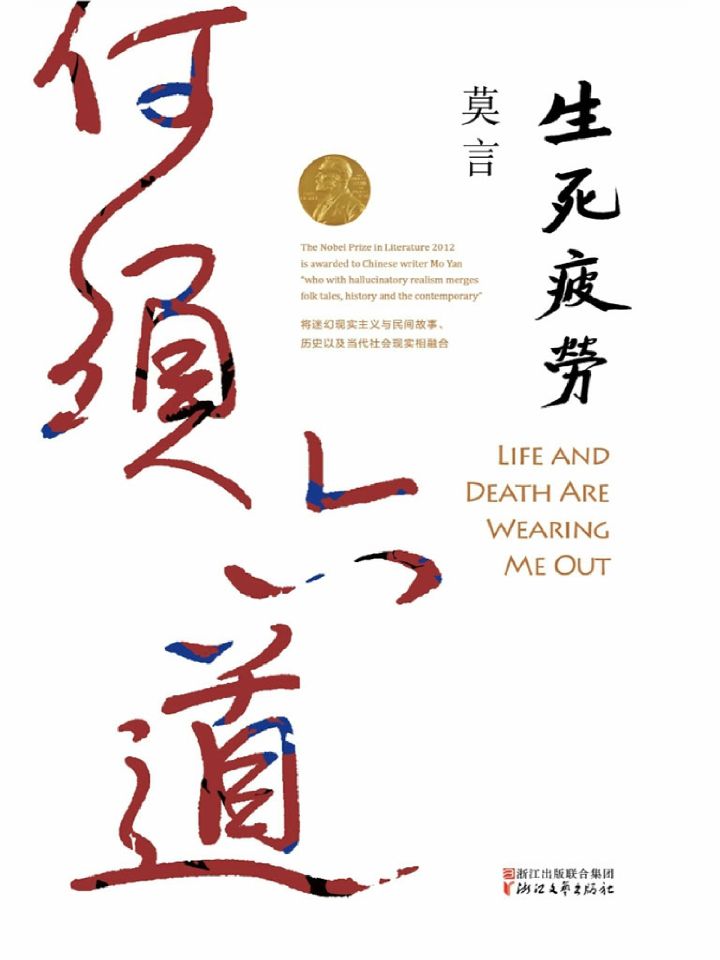 何須六道
生死疲勞
莫言
The Nobel Prize in Literature 2012
is awarded to Chinese writer Mo Yan
"who with hallucinatory realism merges
folk tales, history and the contemporary"
将迷幻现实主义与民间故事、
历史以及当代社会现实相融合
LIFE AND
DEATH ARE
WEARING
ME OUT
浙江出版联合集团
浙江文艺出版社